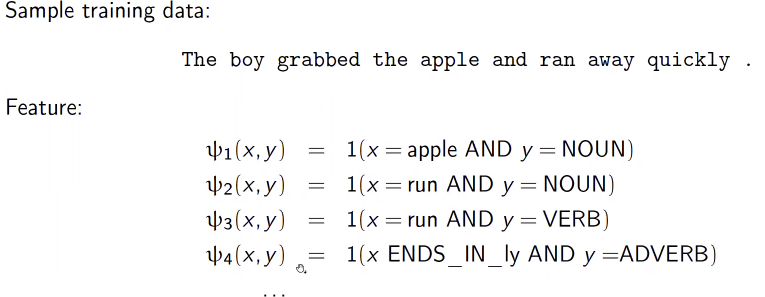 Sample training data:
The boy grabbed the apple and ran away quickly .
Feature:
ψ₁(x, y) = 1(x = apple AND y = NOUN)
ψ₂(x, y) = 1(x = run AND y = NOUN)
ψ₃(x, y) = 1(x = run AND y = VERB)
ψ₄(x, y) = 1(x ENDS_IN_ly AND y =ADVERB)
...